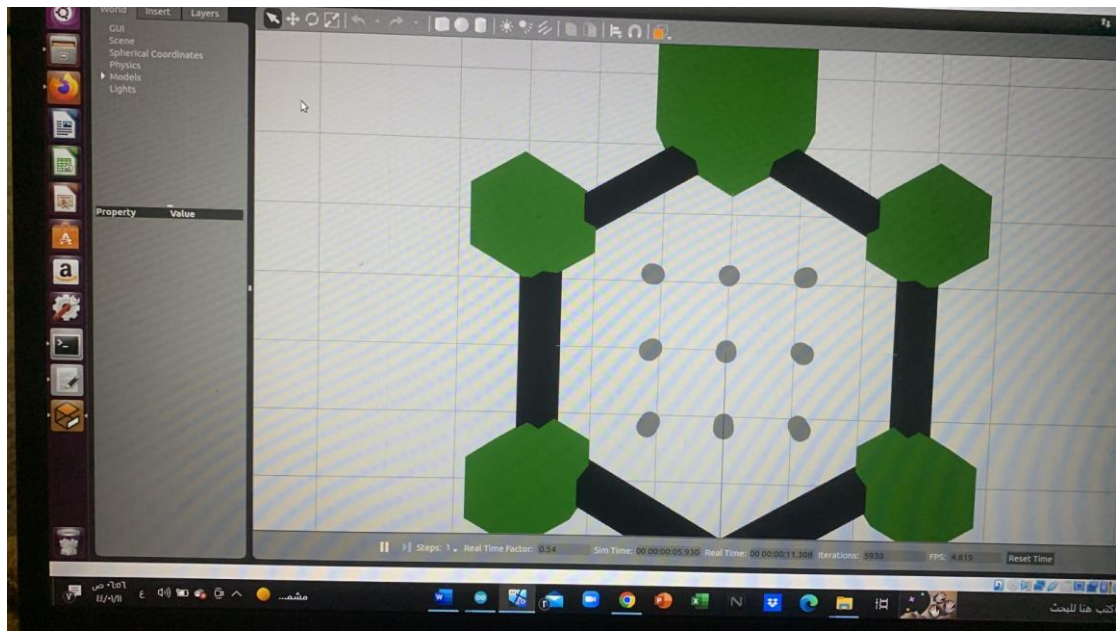 World Insert Layers
GUI
Scene
Spherical Coordinates
Physics
Models
Lights
Property Value
Steps: 1 Real Time Factor: 0.54 Sim Time: 00 00:00:05.930 Real Time: 00 00:00:11.308 Iterations: 5930 FPS: 4.819 Reset Time
ع
مشمـ...
اكتب هنا للبحث